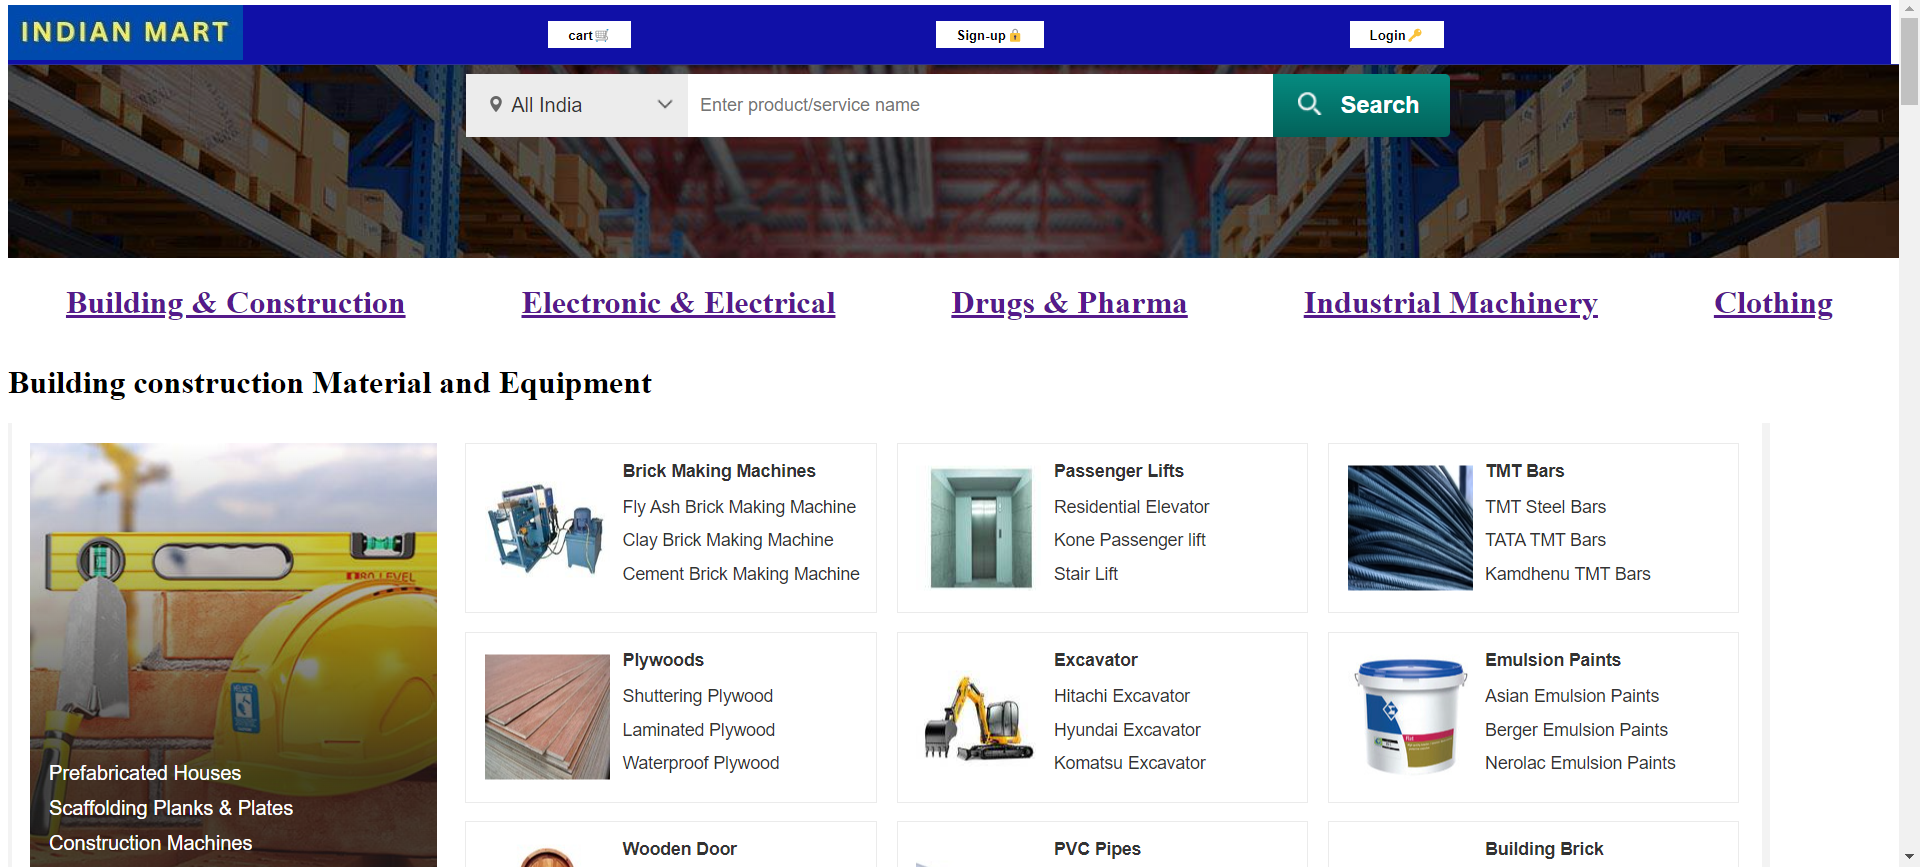 INDIAN MART
cart
Sign-up
Login
All India
Enter product/service name
Search
Building & Construction
Electronic & Electrical
Drugs & Pharma
Industrial Machinery
Clothing
Building construction Material and Equipment
80 LEVEL
HELMET
Prefabricated Houses
Scaffolding Planks & Plates
Construction Machines
Brick Making Machines
Fly Ash Brick Making Machine
Clay Brick Making Machine
Cement Brick Making Machine
Passenger Lifts
Residential Elevator
Kone Passenger lift
Stair Lift
TMT Bars
TMT Steel Bars
TATA TMT Bars
Kamdhenu TMT Bars
Plywoods
Shuttering Plywood
Laminated Plywood
Waterproof Plywood
Excavator
Hitachi Excavator
Hyundai Excavator
Komatsu Excavator
Emulsion Paints
Asian Emulsion Paints
Berger Emulsion Paints
Nerolac Emulsion Paints
Wooden Door
PVC Pipes
Building Brick